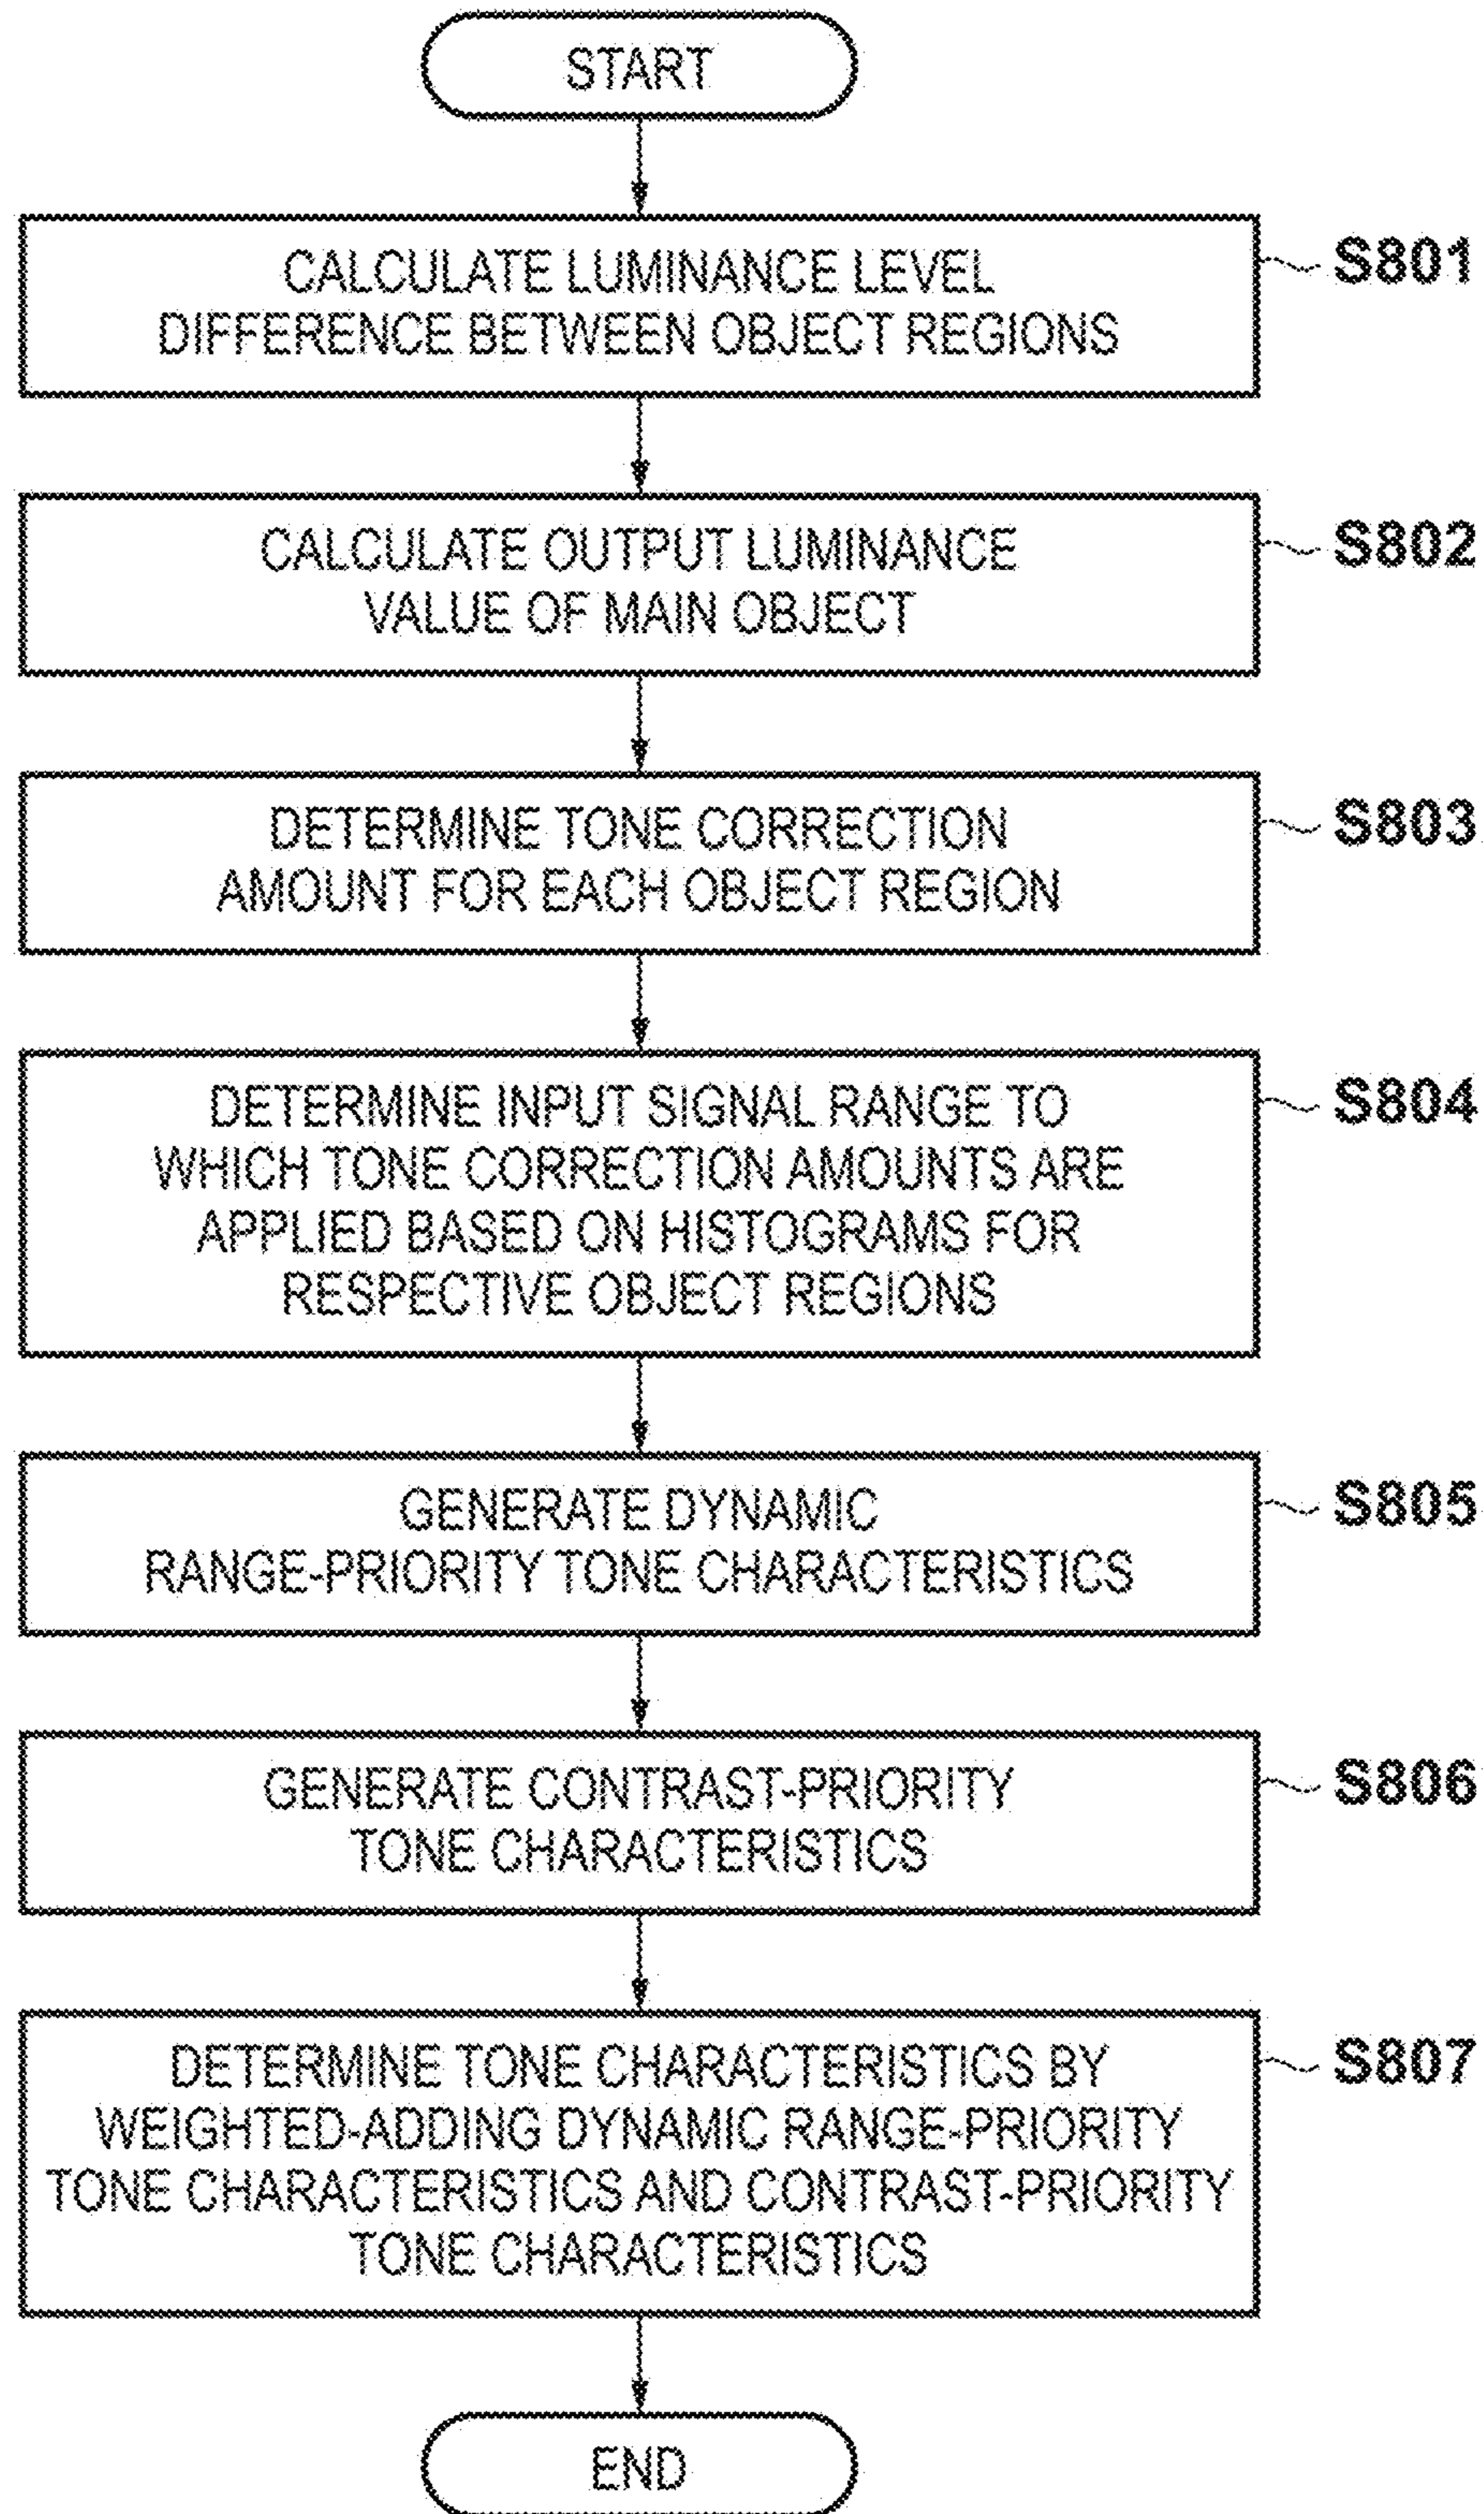 START
CALCULATE LUMINANCE LEVEL
DIFFERENCE BETWEEN OBJECT REGIONS
S801
CALCULATE OUTPUT LUMINANCE
VALUE OF MAIN OBJECT
S802
DETERMINE TONE CORRECTION
AMOUNT FOR EACH OBJECT REGION
S803
DETERMINE INPUT SIGNAL RANGE TO
WHICH TONE CORRECTION AMOUNTS ARE
APPLIED BASED ON HISTOGRAMS FOR
RESPECTIVE OBJECT REGIONS
S804
GENERATE DYNAMIC
RANGE-PRIORITY TONE CHARACTERISTICS
S805
GENERATE CONTRAST-PRIORITY
TONE CHARACTERISTICS
S806
DETERMINE TONE CHARACTERISTICS BY
WEIGHTED-ADDING DYNAMIC RANGE-PRIORITY
TONE CHARACTERISTICS AND CONTRAST-PRIORITY
TONE CHARACTERISTICS
S807
END